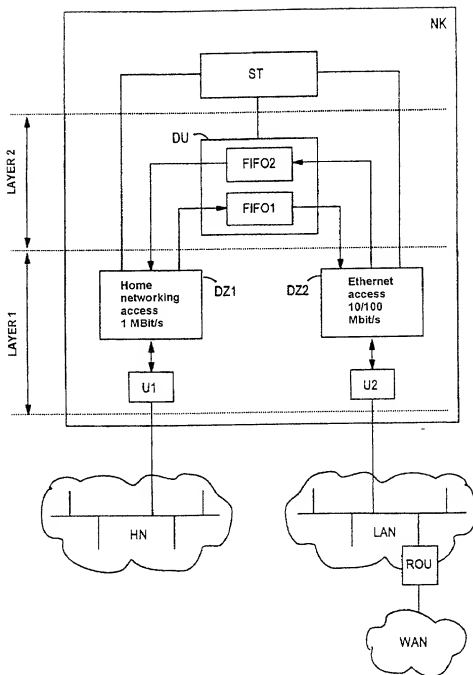 NK
ST
DU
FIFO2
FIFO1
LAYER 2
LAYER 1
Home
networking
access
1 MBit/s
DZ1
DZ2
Ethernet
access
10/100
Mbit/s
U1
U2
HN
LAN
ROU
WAN